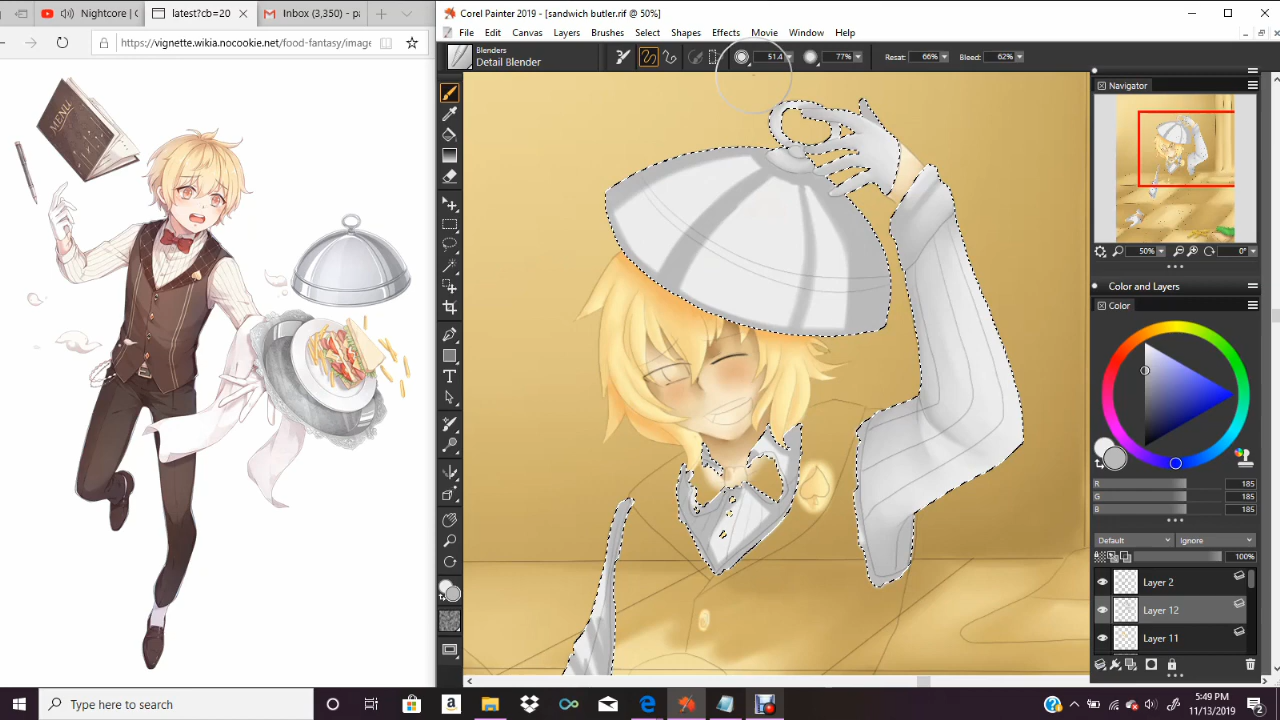 Nightcore (
latest?cb=20
Inbox (3,350) - pa
https://vignette.wikia.nocookie.net/food-fantasy/image
MENU
Corel Painter 2019 - [sandwich butler.rif @ 50%]
File Edit Canvas Layers Brushes Select Shapes Effects Movie Window Help
Blenders
Detail Blender
51.4
77%
Resat: 66%
Bleed: 62%
Navigator
50%
0°
Color and Layers
Color
R 185
G 185
B 185
Default
Ignore
100%
Layer 2
Layer 12
Layer 11
Type here to search
5:49 PM
11/13/2019
2